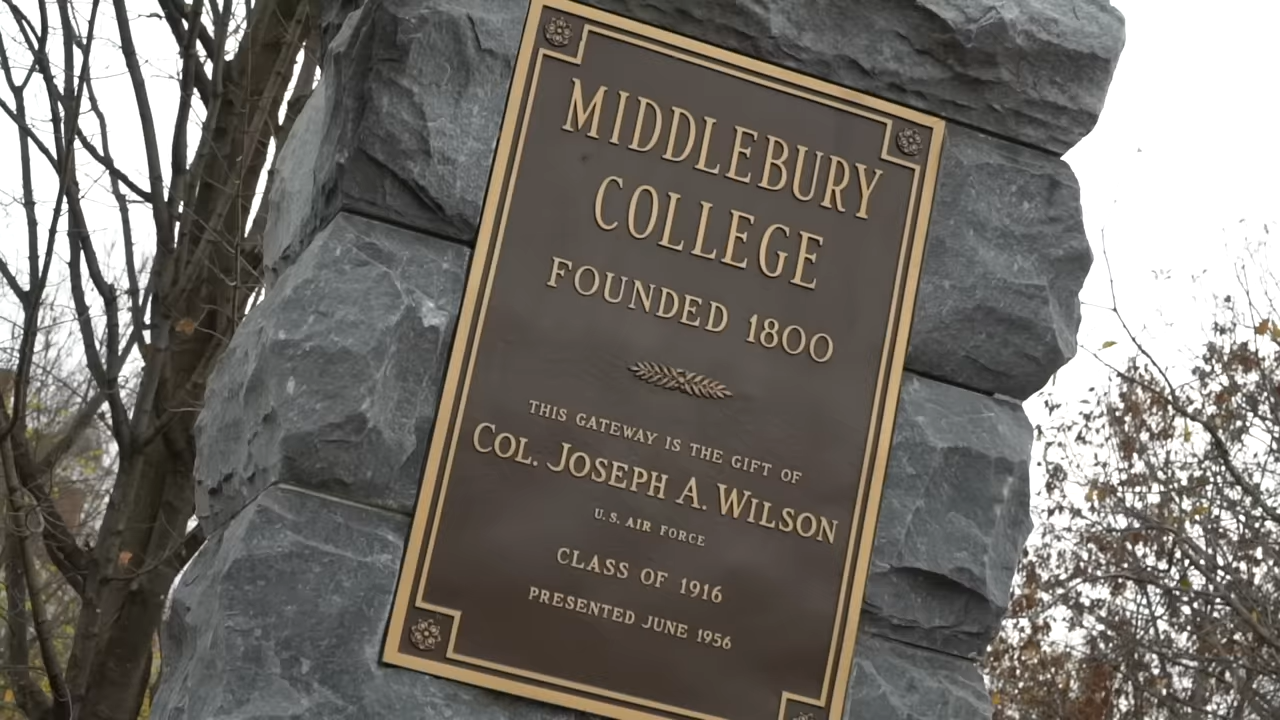 MIDDLEBURY
COLLEGE
FOUNDED 1800
THIS GATEWAY IS THE GIFT OF
COL. JOSEPH A. WILSON
U.S. AIR FORCE
CLASS OF 1916
PRESENTED JUNE 1956